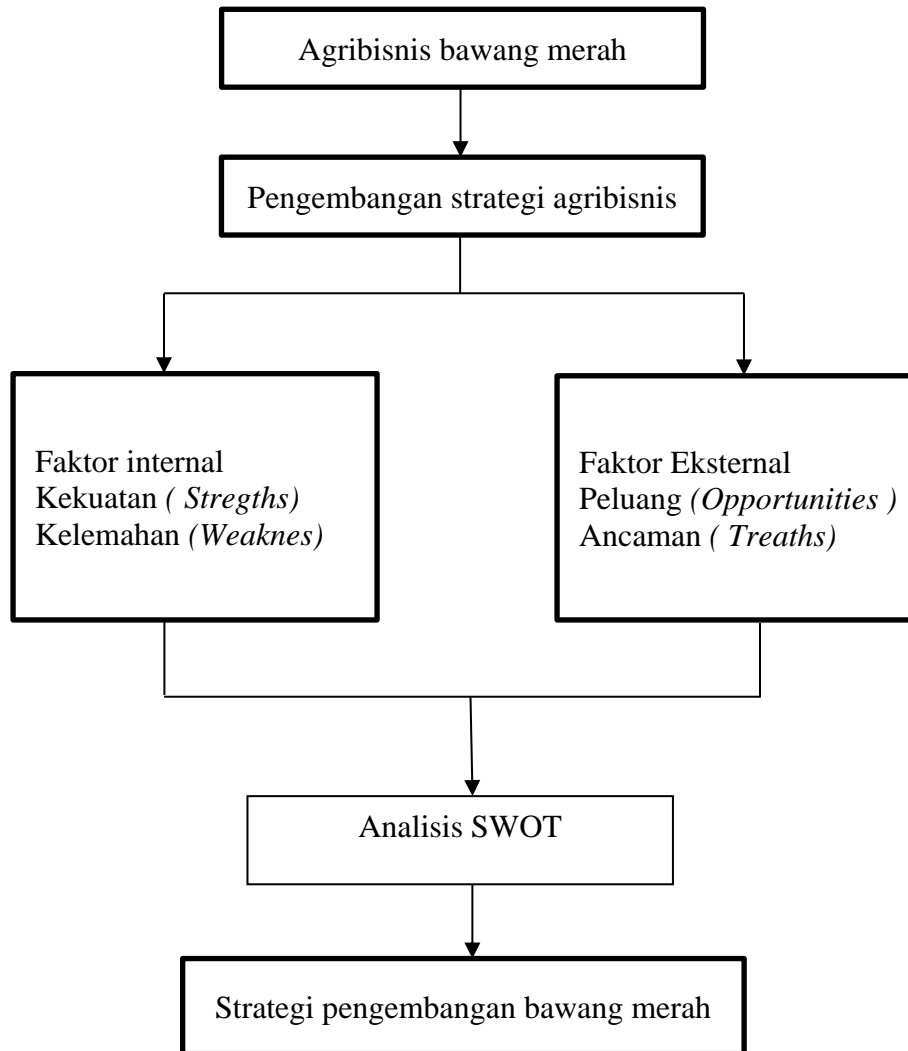 Agribisnis bawang merah
Pengembangan strategi agribisnis
Faktor internal
Kekuatan ( Stregths)
Kelemahan (Weaknes)
Faktor Eksternal
Peluang (Opportunities )
Ancaman ( Treaths)
Analisis SWOT
Strategi pengembangan bawang merah